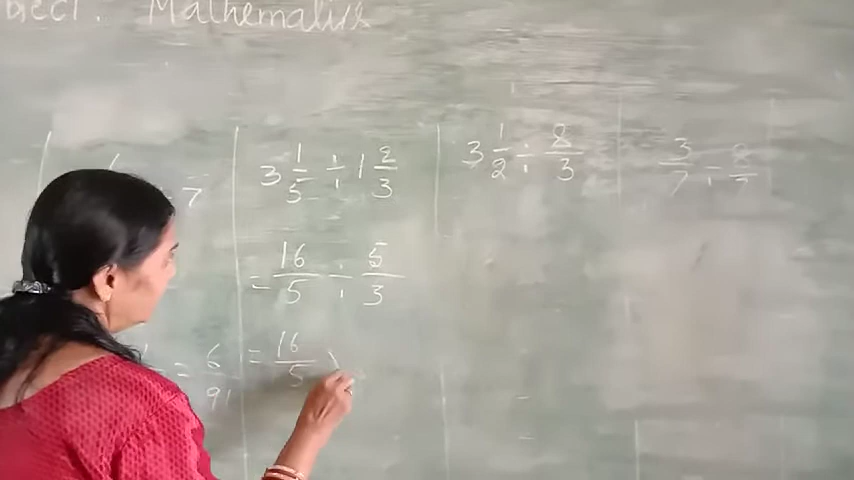 Mathematics
7
3 1/5 ÷ 1 2/3
= 16/5 ÷ 5/3
= 16/5
= 6/91
3 1/2 ÷ 8/3
3/7 ÷ 8/7